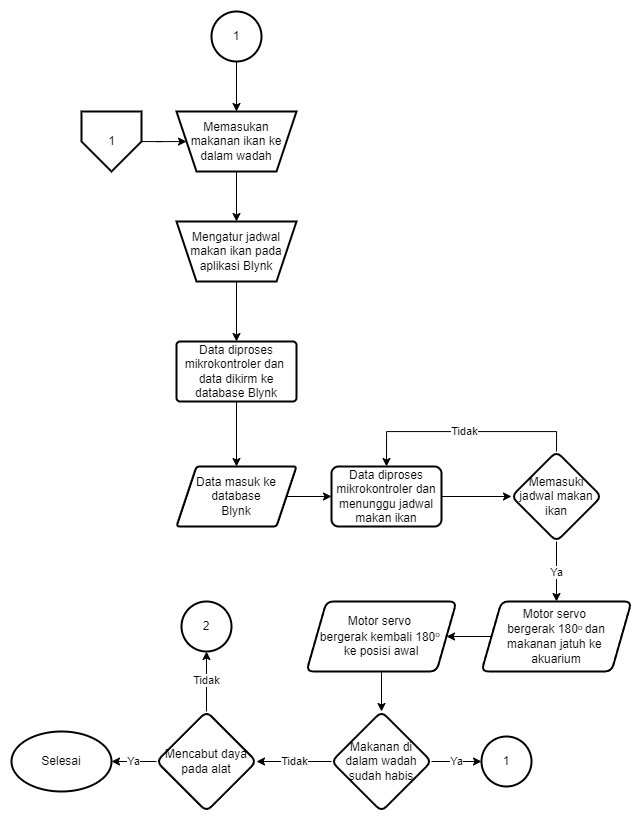 1
1
Memasukan
makanan ikan ke
dalam wadah
Mengatur jadwal
makan ikan pada
aplikasi Blynk
Data diproses
mikrokontroler dan
data dikirm ke
database Blynk
Data masuk ke
database
Blynk
Data diproses
mikrokontroler dan
menunggu jadwal
makan ikan
Tidak
Memasuki
jadwal makan
ikan
Ya
Motor servo
bergerak 180° dan
makanan jatuh ke
akuarium
Motor servo
bergerak kembali 180°
ke posisi awal
Makanan di
dalam wadah
sudah habis
Ya
1
Tidak
Mencabut daya
pada alat
Tidak
2
Ya
Selesai